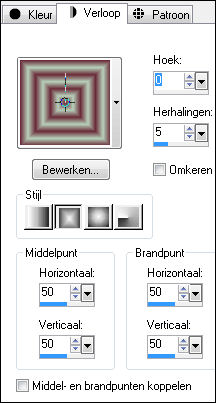 Kleur Verloop Patroon
Hoek:
0
Herhalingen:
5
Bewerken...
Omkeren
Stijl
Middelpunt Brandpunt
Horizontaal: Horizontaal:
50 50
Verticaal: Verticaal:
50 50
Middel- en brandpunten koppelen